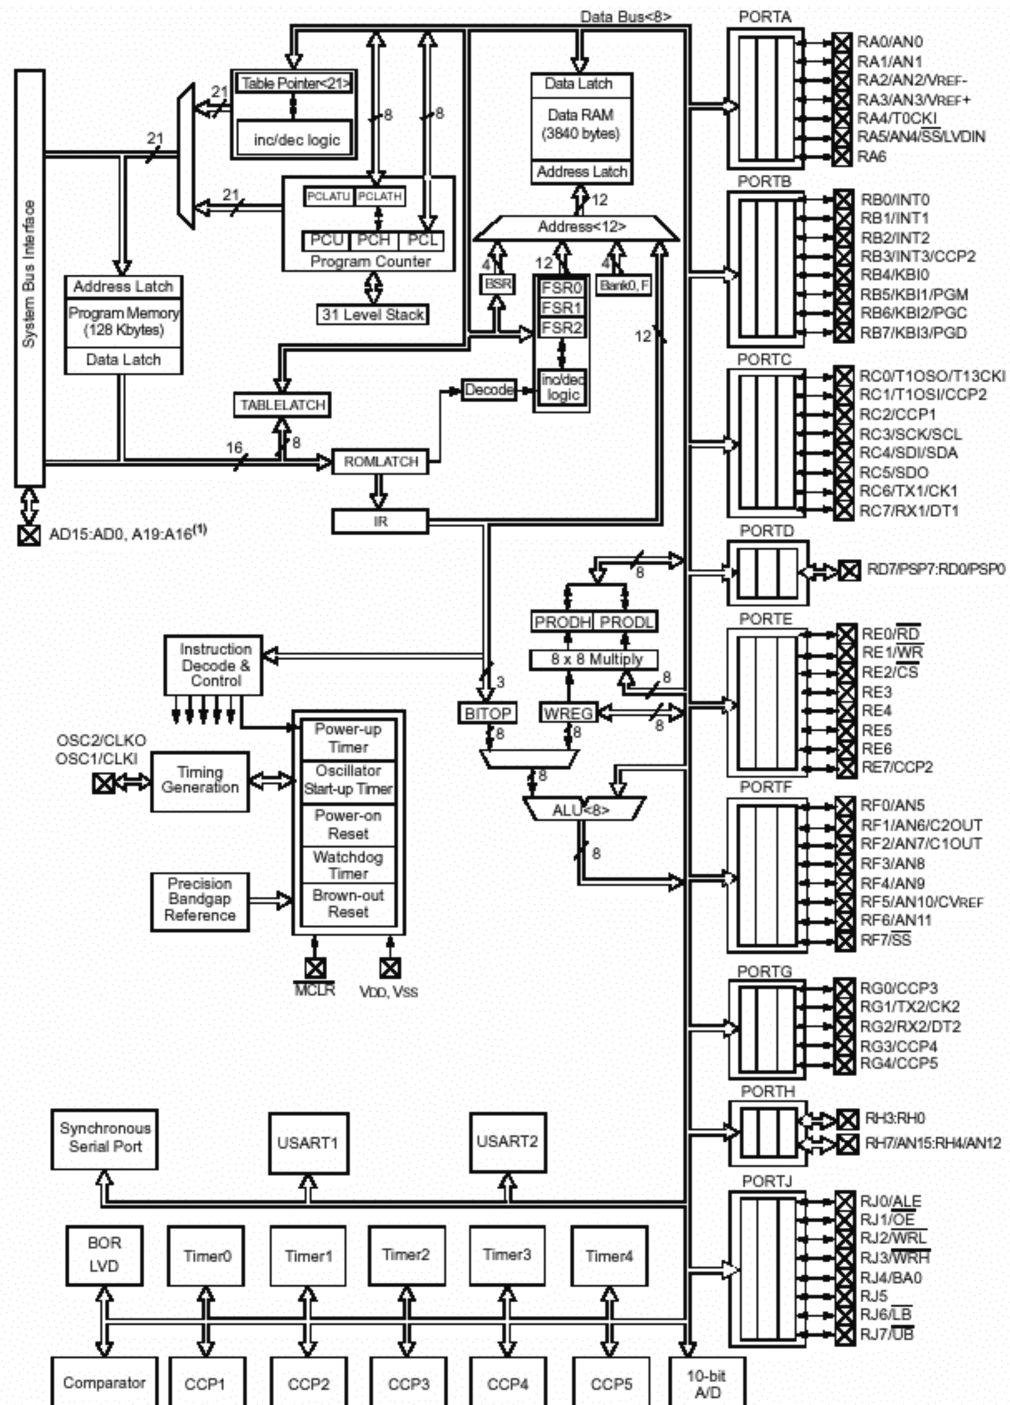 Data Bus<8>
PORTA
RA0/AN0
RA1/AN1
RA2/AN2/VREF-
RA3/AN3/VREF+
RA4/T0CKI
RA5/AN4/SS/LVDIN
RA6
21
Table Pointer<21>
inc/dec logic
8
8
Data Latch
Data RAM
(3840 bytes)
Address Latch
21
21
PCLATU
PCLATH
PCU
PCH
PCL
Program Counter
31 Level Stack
12
Address<12>
4
12
4
BSR
FSR0
FSR1
FSR2
Bank0, F
12
inc/dec
logic
Decode
System Bus Interface
Address Latch
Program Memory
(128 Kbytes)
Data Latch
TABLELATCH
16
8
ROMLATCH
IR
AD15:AD0, A19:A16(1)
PORTB
RB0/INT0
RB1/INT1
RB2/INT2
RB3/INT3/CCP2
RB4/KBI0
RB5/KBI1/PGM
RB6/KBI2/PGC
RB7/KBI3/PGD
PORTC
RC0/T1OSO/T13CKI
RC1/T1OSI/CCP2
RC2/CCP1
RC3/SCK/SCL
RC4/SDI/SDA
RC5/SDO
RC6/TX1/CK1
RC7/RX1/DT1
PORTD
RD7/PSP7:RD0/PSP0
8
PRODH
PRODL
8 x 8 Multiply
8
Instruction
Decode &
Control
3
BITOP
WREG
8
8
8
8
ALU<8>
8
OSC2/CLKO
OSC1/CLKI
Timing
Generation
Power-up
Timer
Oscillator
Start-up Timer
Power-on
Reset
Watchdog
Timer
Brown-out
Reset
Precision
Bandgap
Reference
MCLR
VDD, VSS
PORTE
RE0/RD
RE1/WR
RE2/CS
RE3
RE4
RE5
RE6
RE7/CCP2
PORTF
RF0/AN5
RF1/AN6/C2OUT
RF2/AN7/C1OUT
RF3/AN8
RF4/AN9
RF5/AN10/CVREF
RF6/AN11
RF7/SS
PORTG
RG0/CCP3
RG1/TX2/CK2
RG2/RX2/DT2
RG3/CCP4
RG4/CCP5
PORTH
RH3:RH0
RH7/AN15:RH4/AN12
PORTJ
RJ0/ALE
RJ1/OE
RJ2/WRL
RJ3/WRH
RJ4/BA0
RJ5
RJ6/LB
RJ7/UB
Synchronous
Serial Port
USART1
USART2
BOR
LVD
Timer0
Timer1
Timer2
Timer3
Timer4
Comparator
CCP1
CCP2
CCP3
CCP4
CCP5
10-bit
A/D